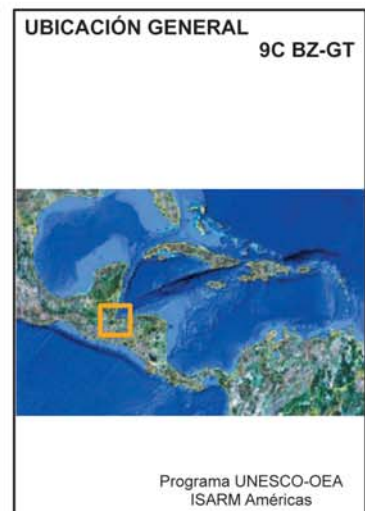 UBICACIÓN GENERAL
9C BZ-GT
Programa UNESCO-OEA
ISARM Américas